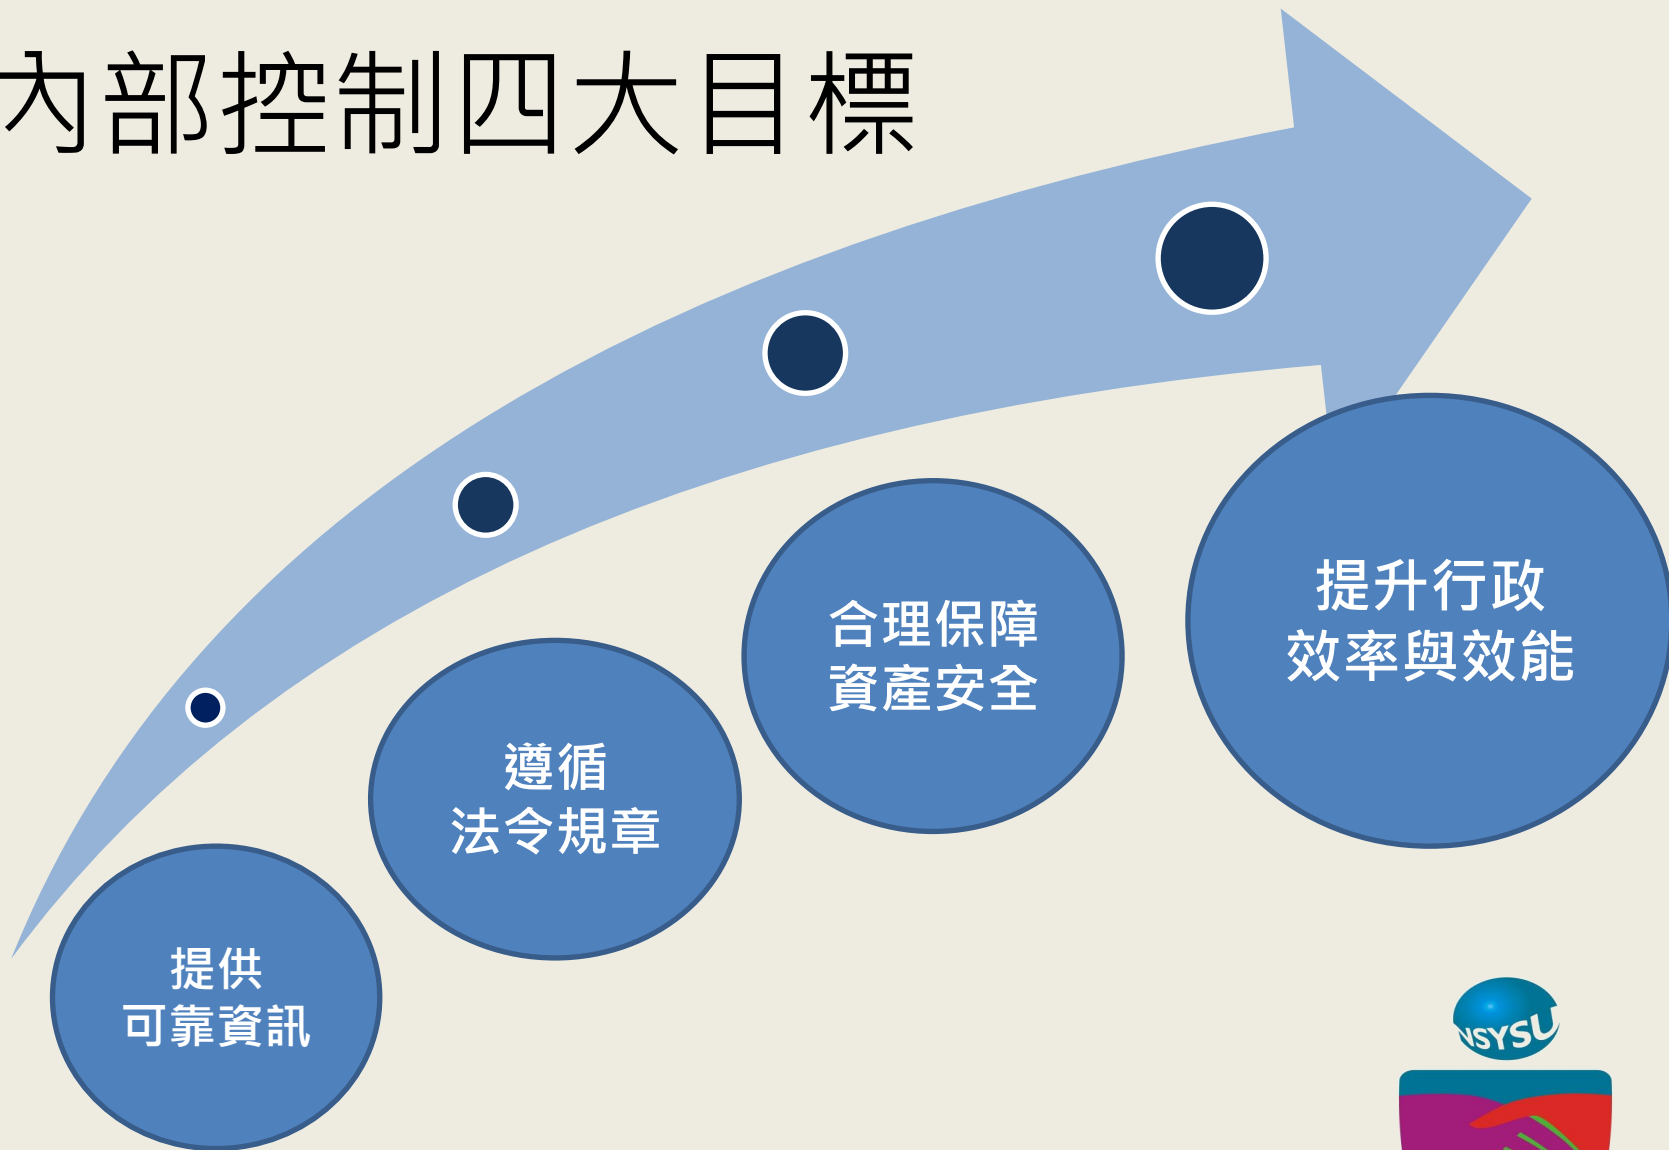 內部控制四大目標
提升行政
效率與效能
合理保障
資產安全
遵循
法令規章
提供
可靠資訊
NSYSU